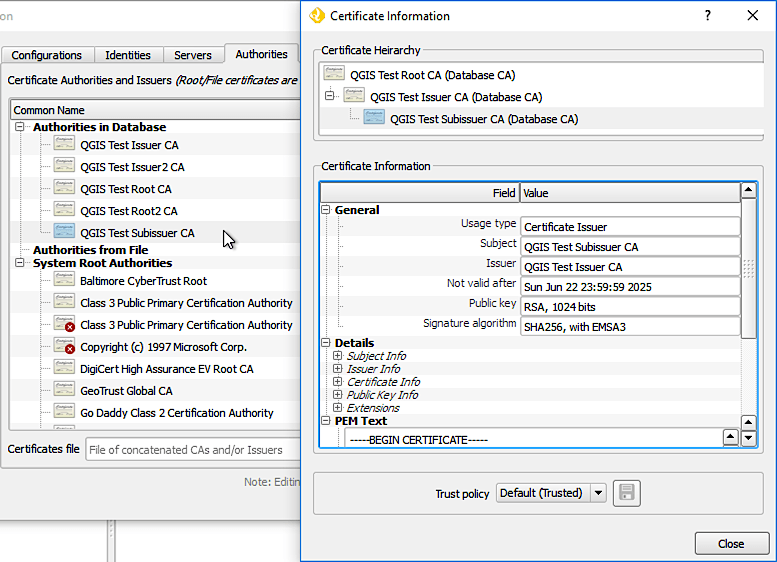 on
Configurations
Identities
Servers
Authorities
Certificate Authorities and Issuers (Root/File certificates are
Common Name
Authorities in Database
QGIS Test Issuer CA
QGIS Test Issuer2 CA
QGIS Test Root CA
QGIS Test Root2 CA
QGIS Test Subissuer CA
Authorities from File
System Root Authorities
Baltimore CyberTrust Root
Class 3 Public Primary Certification Authority
Class 3 Public Primary Certification Authority
Copyright (c) 1997 Microsoft Corp.
DigiCert High Assurance EV Root CA
GeoTrust Global CA
Go Daddy Class 2 Certification Authority
Certificates file File of concatenated CAs and/or Issuers
Note: Editin
Certificate Information
?
Certificate Heirarchy
QGIS Test Root CA (Database CA)
QGIS Test Issuer CA (Database CA)
QGIS Test Subissuer CA (Database CA)
Certificate Information
Field Value
General
Usage type Certificate Issuer
Subject QGIS Test Subissuer CA
Issuer QGIS Test Issuer CA
Not valid after Sun Jun 22 23:59:59 2025
Public key RSA, 1024 bits
Signature algorithm SHA256, with EMSA3
Details
Subject Info
Issuer Info
Certificate Info
Public Key Info
Extensions
PEM Text
-----BEGIN CERTIFICATE-----
Trust policy Default (Trusted)
Close